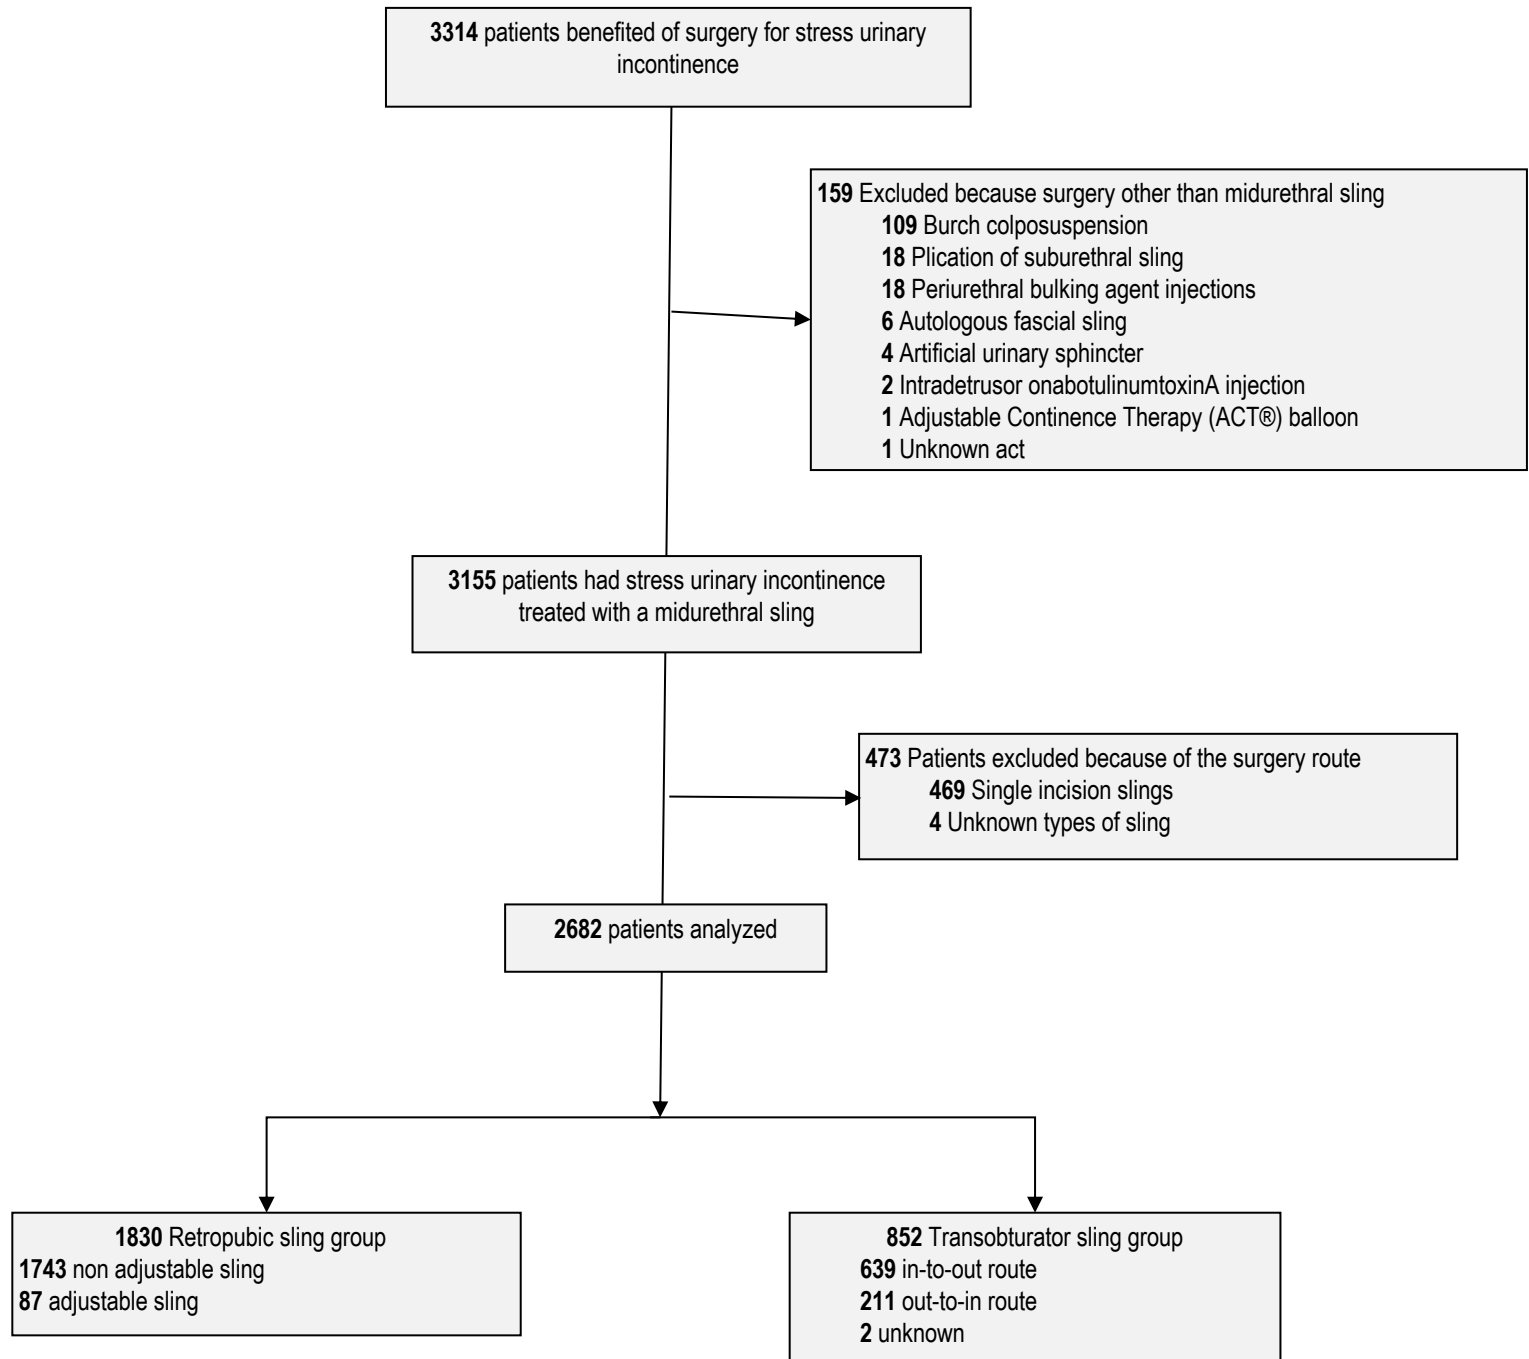 3314 patients benefited of surgery for stress urinary
incontinence
159 Excluded because surgery other than midurethral sling
109 Burch colposuspension
18 Plication of suburethral sling
18 Periurethral bulking agent injections
6 Autologous fascial sling
4 Artificial urinary sphincter
2 Intradetrusor onabotulinumtoxinA injection
1 Adjustable Continence Therapy (ACT®) balloon
1 Unknown act
3155 patients had stress urinary incontinence
treated with a midurethral sling
473 Patients excluded because of the surgery route
469 Single incision slings
4 Unknown types of sling
2682 patients analyzed
1830 Retropubic sling group
1743 non adjustable sling
87 adjustable sling
852 Transobturator sling group
639 in-to-out route
211 out-to-in route
2 unknown